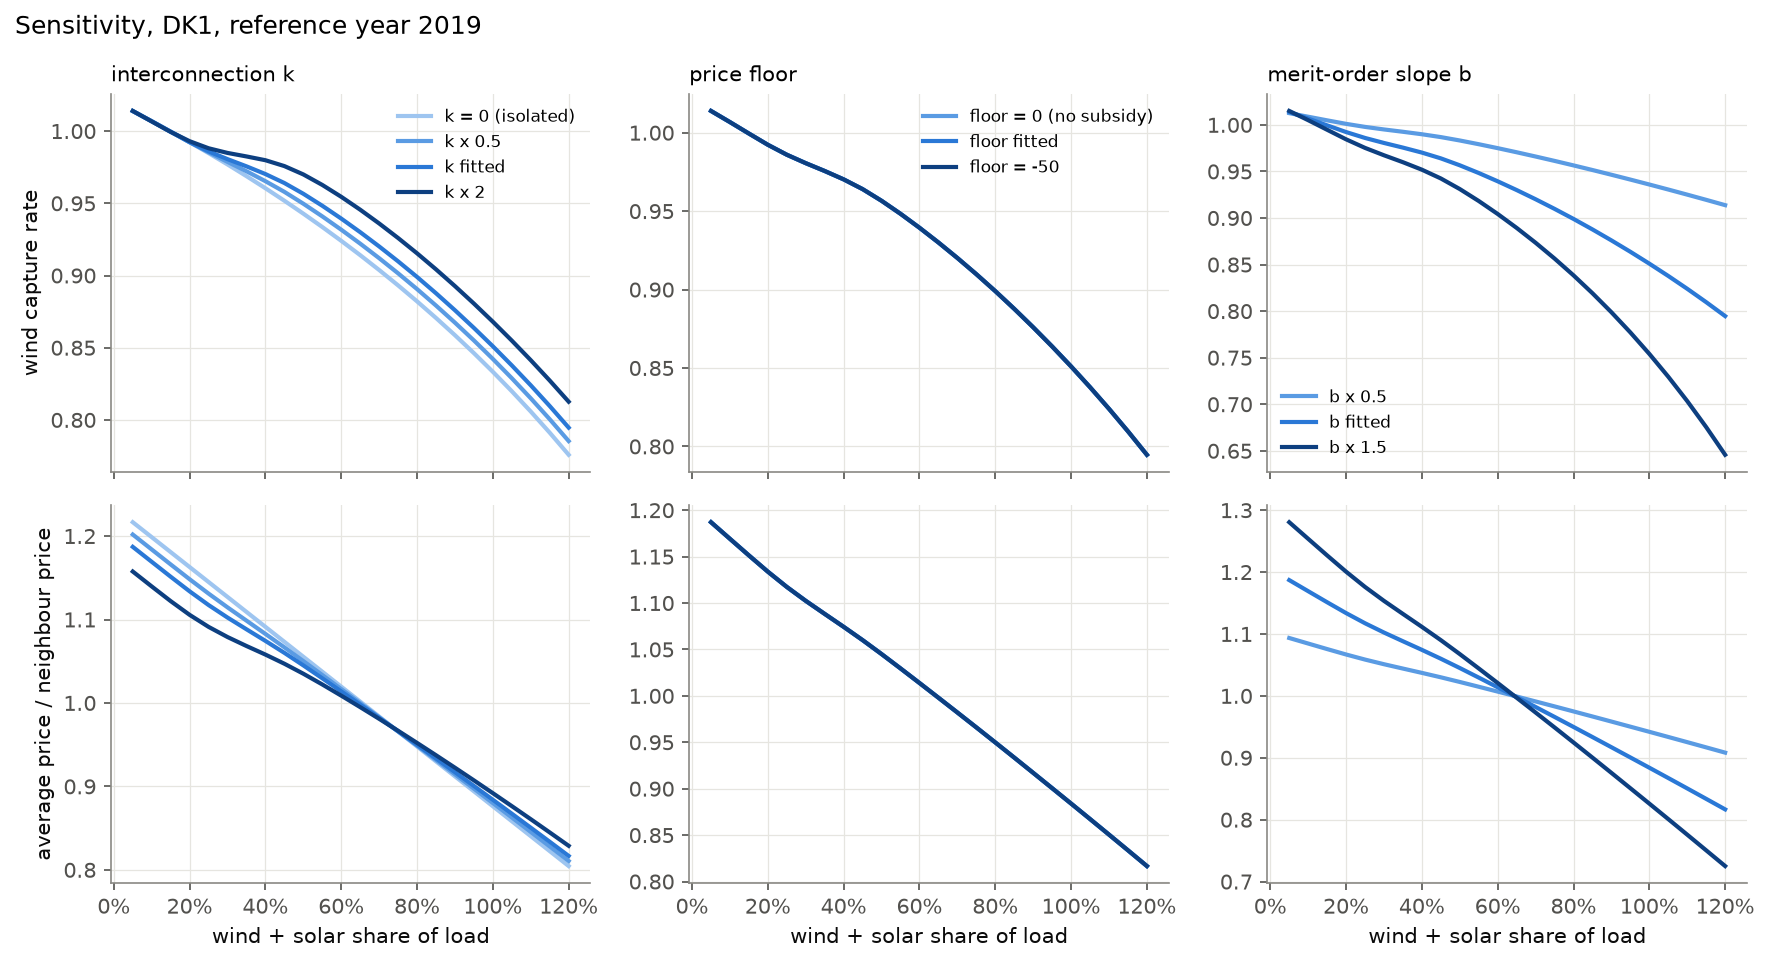 Sensitivity, DK1, reference year 2019
interconnection k
wind capture rate
1.00
0.95
0.90
0.85
0.80
k = 0 (isolated)
k x 0.5
k fitted
k x 2
price floor
1.00
0.95
0.90
0.85
0.80
floor = 0 (no subsidy)
floor fitted
floor = -50
merit-order slope b
1.00
0.95
0.90
0.85
0.80
0.75
0.70
0.65
b x 0.5
b fitted
b x 1.5
average price / neighbour price
1.2
1.1
1.0
0.9
0.8
0% 20% 40% 60% 80% 100% 120%
wind + solar share of load
1.20
1.15
1.10
1.05
1.00
0.95
0.90
0.85
0.80
0% 20% 40% 60% 80% 100% 120%
wind + solar share of load
1.3
1.2
1.1
1.0
0.9
0.8
0.7
0% 20% 40% 60% 80% 100% 120%
wind + solar share of load